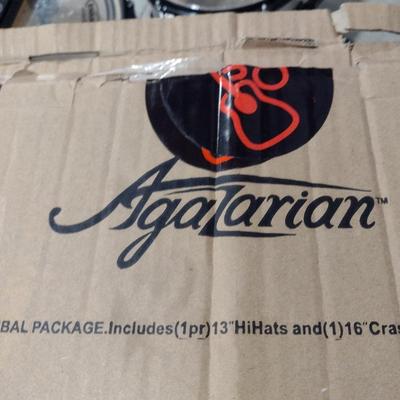 Agazarian™
BAL PACKAGE.Includes(1pr)13"HiHats and(1)16"Cras